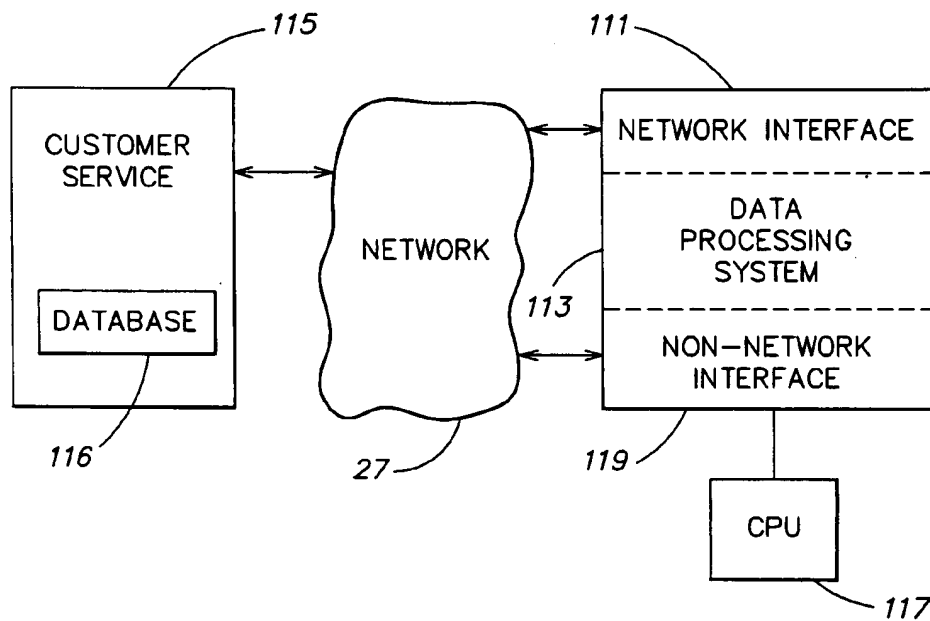 115
111
CUSTOMER
SERVICE
NETWORK INTERFACE
DATA
PROCESSING
SYSTEM
NETWORK
113
DATABASE
NON-NETWORK
INTERFACE
116
27
119
CPU
117